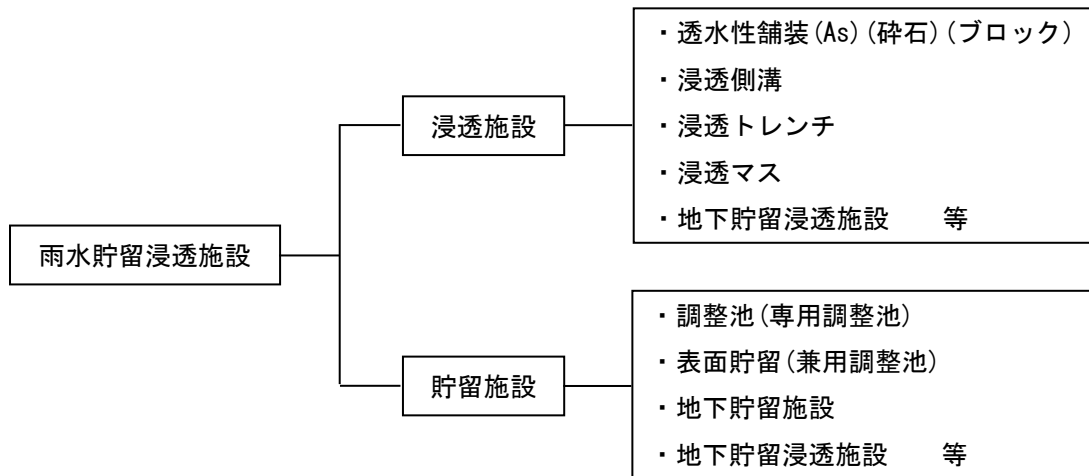 雨水貯留浸透施設
浸透施設
・透水性舗装(As)(砕石)(ブロック)
・浸透側溝
・浸透トレンチ
・浸透マス
・地下貯留浸透施設　　等
貯留施設
・調整池(専用調整池)
・表面貯留(兼用調整池)
・地下貯留施設
・地下貯留浸透施設　　等